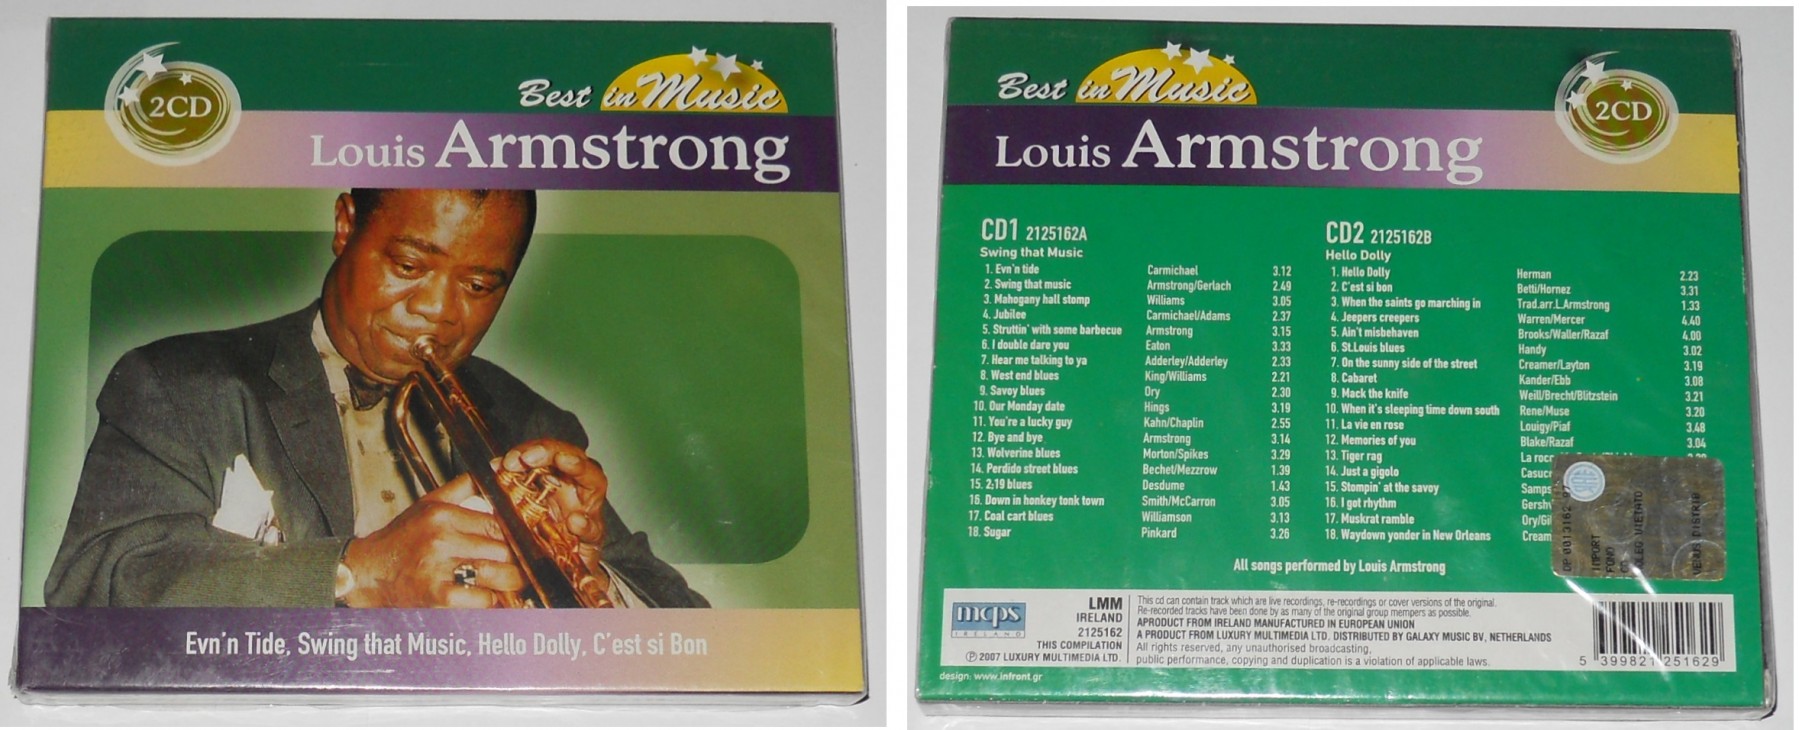 2CD
Best in Music
Louis Armstrong
Evn'n Tide, Swing that Music, Hello Dolly, C'est si Bon
Best in Music
2CD
Louis Armstrong
CD1 2125162A
Swing that Music
1. Evn'n tide Carmichael 3.12
2. Swing that music Armstrong/Gerlach 2.49
3. Mahogany hall stomp Williams 3.05
4. Jubilee Carmichael/Adams 2.37
5. Struttin' with some barbecue Armstrong 3.15
6. I double dare you Eaton 3.33
7. Hear me talking to ya Adderley/Adderley 2.33
8. West end blues King/Williams 2.21
9. Savoy blues Ory 2.30
10. Our Monday date Hings 3.19
11. You're a lucky guy Kahn/Chaplin 2.55
12. Bye and bye Armstrong 3.14
13. Wolverine blues Morton/Spikes 3.29
14. Perdido street blues Bechet/Mezzrow 1.39
15. 2;19 blues Desdume 1.43
16. Down in honkey tonk town Smith/McCarron 3.05
17. Coal cart blues Williamson 3.13
18. Sugar Pinkard 3.26
CD2 2125162B
Hello Dolly
1. Hello Dolly Herman 2.23
2. C'est si bon Betti/Hornez 3.31
3. When the saints go marching in Trad.arr.L.Armstrong 1.33
4. Jeepers creepers Warren/Mercer 4.40
5. Ain't misbehaven Brooks/Waller/Razaf 4.00
6. St.Louis blues Handy 3.02
7. On the sunny side of the street Creamer/Layton 3.19
8. Cabaret Kander/Ebb 3.08
9. Mack the knife Weill/Brecht/Blitzstein 3.21
10. When it's sleeping time down south Rene/Muse 3.20
11. La vie en rose Louigy/Piaf 3.48
12. Memories of you Blake/Razaf 3.04
13. Tiger rag La
14. Just a gigolo
15. Stompin' at the savoy
16. I got rhythm
17. Muskrat ramble
18. Waydown yonder in New Orleans
IMPORT
VIETATO
All songs performed by Louis Armstrong
mcps
IRELAND
LMM
IRELAND
2125162
THIS COMPILATION
℗ 2007 LUXURY MULTIMEDIA LTD.
This cd can contain track which are live recordings, re-recordings or cover versions of the original.
Re-recorded tracks have been done by as many of the original group mempers as possible.
APRODUCT FROM IRELAND MANUFACTURED IN EUROPEAN UNION
A PRODUCT FROM LUXURY MULTIMEDIA LTD. DISTRIBUTED BY GALAXY MUSIC BV, NETHERLANDS
All rights reserved, any unauthorised broadcasting,
public performance, copying and duplication is a violation of applicable laws.
5 399821 251629
design: www.infront.gr